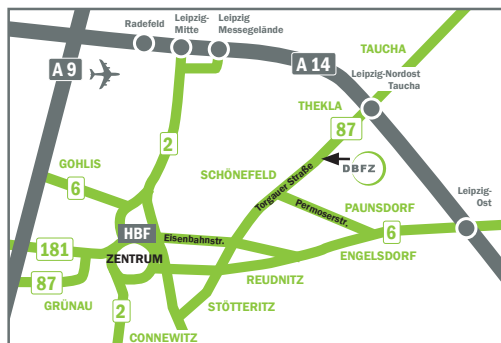 Radefeld
Leipzig-
Mitte
Leipzig
Messegelände
TAUCHA
A 9
A 14
Leipzig-Nordost
Taucha
THEKLA
87
2
GOHLIS
6
SCHÖNEFELD
Torgauer Straße
DBFZ
Permoserstr.
PAUNSDORF
Leipzig-
Ost
HBF
Eisenbahnstr.
6
181
ZENTRUM
ENGELSDORF
87
REUDNITZ
GRÜNAU
2
STÖTTERITZ
CONNEWITZ